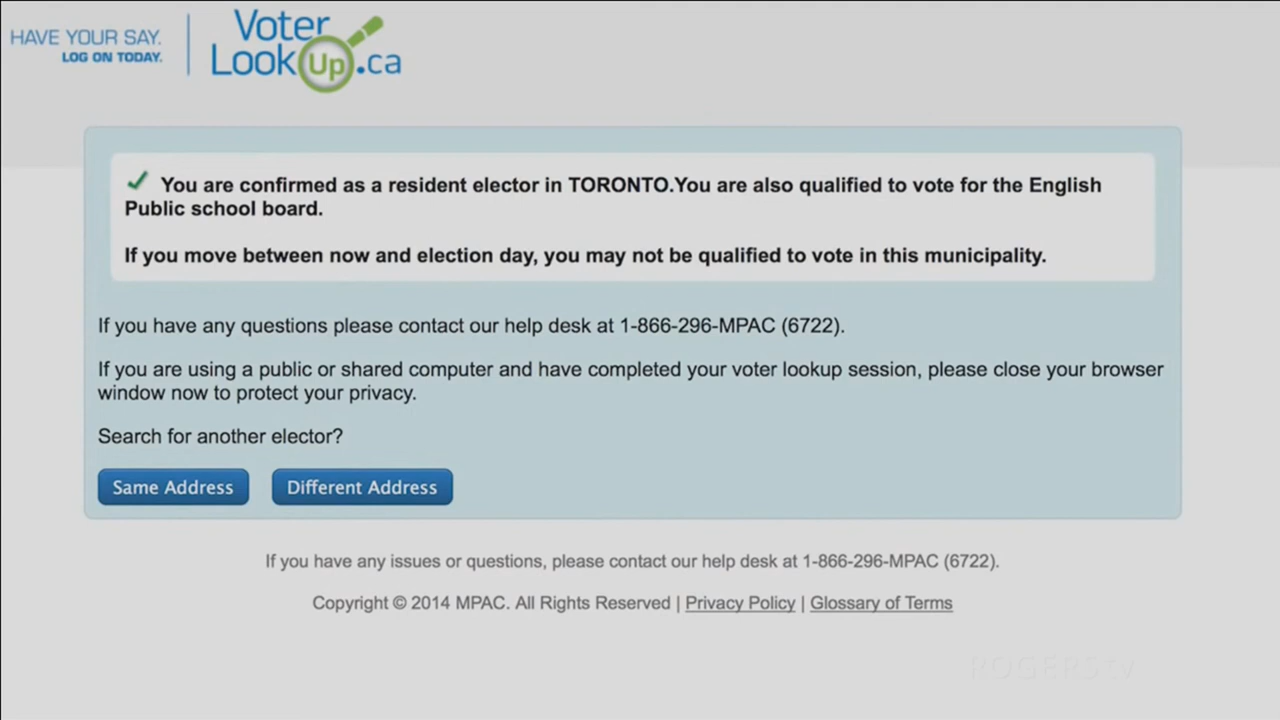 HAVE YOUR SAY.
LOG ON TODAY.
Voter
LookUp.ca
You are confirmed as a resident elector in TORONTO.You are also qualified to vote for the English
Public school board.
If you move between now and election day, you may not be qualified to vote in this municipality.
If you have any questions please contact our help desk at 1-866-296-MPAC (6722).
If you are using a public or shared computer and have completed your voter lookup session, please close your browser
window now to protect your privacy.
Search for another elector?
Same Address Different Address
If you have any issues or questions, please contact our help desk at 1-866-296-MPAC (6722).
Copyright © 2014 MPAC. All Rights Reserved | Privacy Policy | Glossary of Terms
ROGERS tv